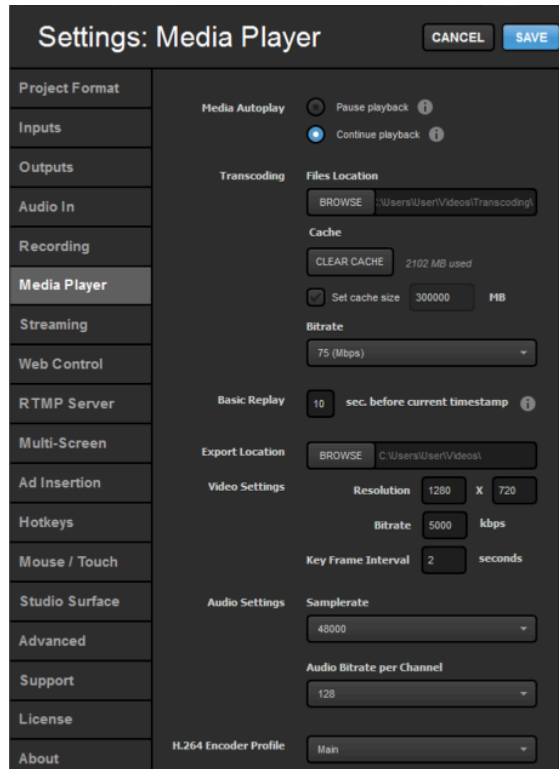 Settings: Media Player
CANCEL
SAVE
Project Format
Inputs
Outputs
Audio In
Recording
Media Player
Streaming
Web Control
RTMP Server
Multi-Screen
Ad Insertion
Hotkeys
Mouse / Touch
Studio Surface
Advanced
Support
License
About
Media Autoplay
Pause playback
Continue playback
Transcoding
Files Location
BROWSE :\Users\User\Videos\Transcoding\
Cache
CLEAR CACHE 2102 MB used
Set cache size 300000 MB
Bitrate
75 (Mbps)
Basic Replay 10 sec. before current timestamp
Export Location BROWSE C:\Users\User\Videos\
Video Settings Resolution 1280 X 720
Bitrate 5000 kbps
Key Frame Interval 2 seconds
Audio Settings Samplerate
48000
Audio Bitrate per Channel
128
H.264 Encoder Profile Main